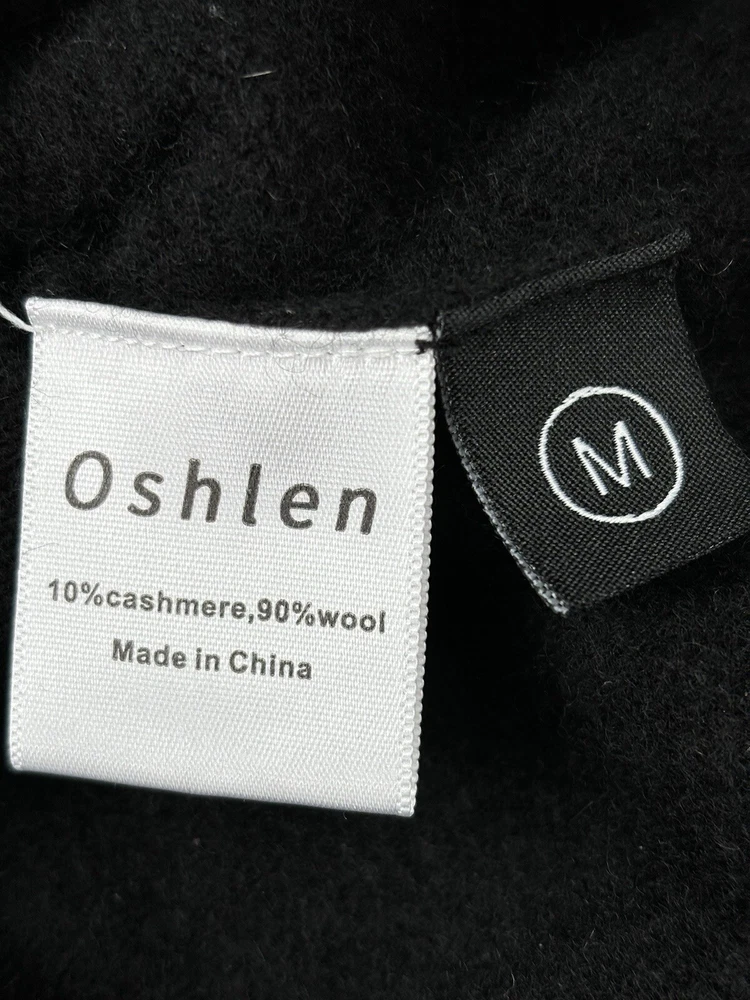 Oshlen
10%cashmere,90%wool
Made in China
M